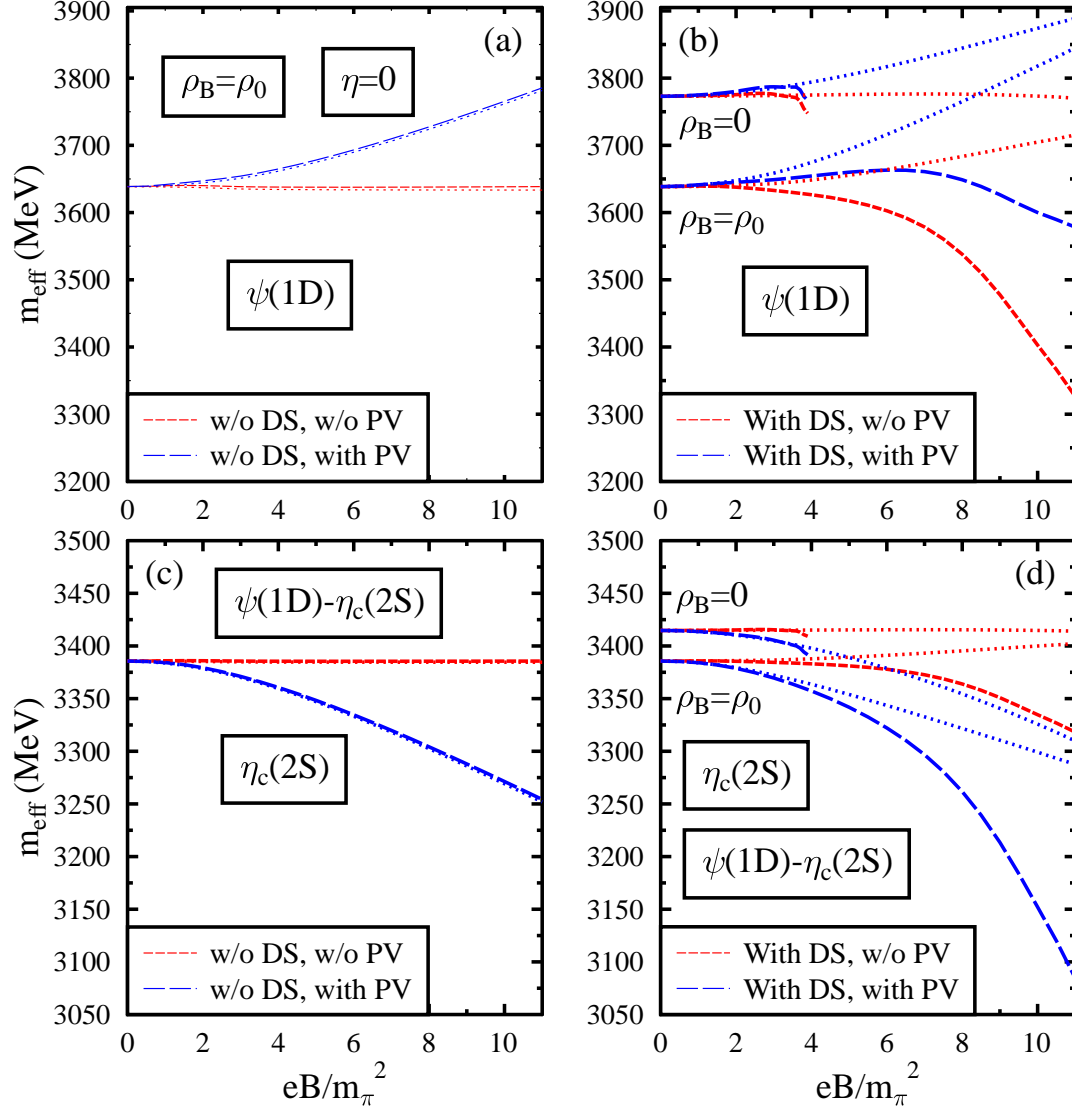 3900
3800
3700
3600
3500
3400
3300
3200
m_eff (MeV)
(a)
ρ_B=ρ_0
η=0
ψ(1D)
w/o DS, w/o PV
w/o DS, with PV
0 2 4 6 8 10
3900
3800
3700
3600
3500
3400
3300
3200
(b)
ρ_B=0
ρ_B=ρ_0
ψ(1D)
With DS, w/o PV
With DS, with PV
0 2 4 6 8 10
3500
3450
3400
3350
3300
3250
3200
3150
3100
3050
m_eff (MeV)
(c)
ψ(1D)-η_c(2S)
η_c(2S)
w/o DS, w/o PV
w/o DS, with PV
0 2 4 6 8 10
eB/m_π^2
3500
3450
3400
3350
3300
3250
3200
3150
3100
3050
(d)
ρ_B=0
ρ_B=ρ_0
η_c(2S)
ψ(1D)-η_c(2S)
With DS, w/o PV
With DS, with PV
0 2 4 6 8 10
eB/m_π^2